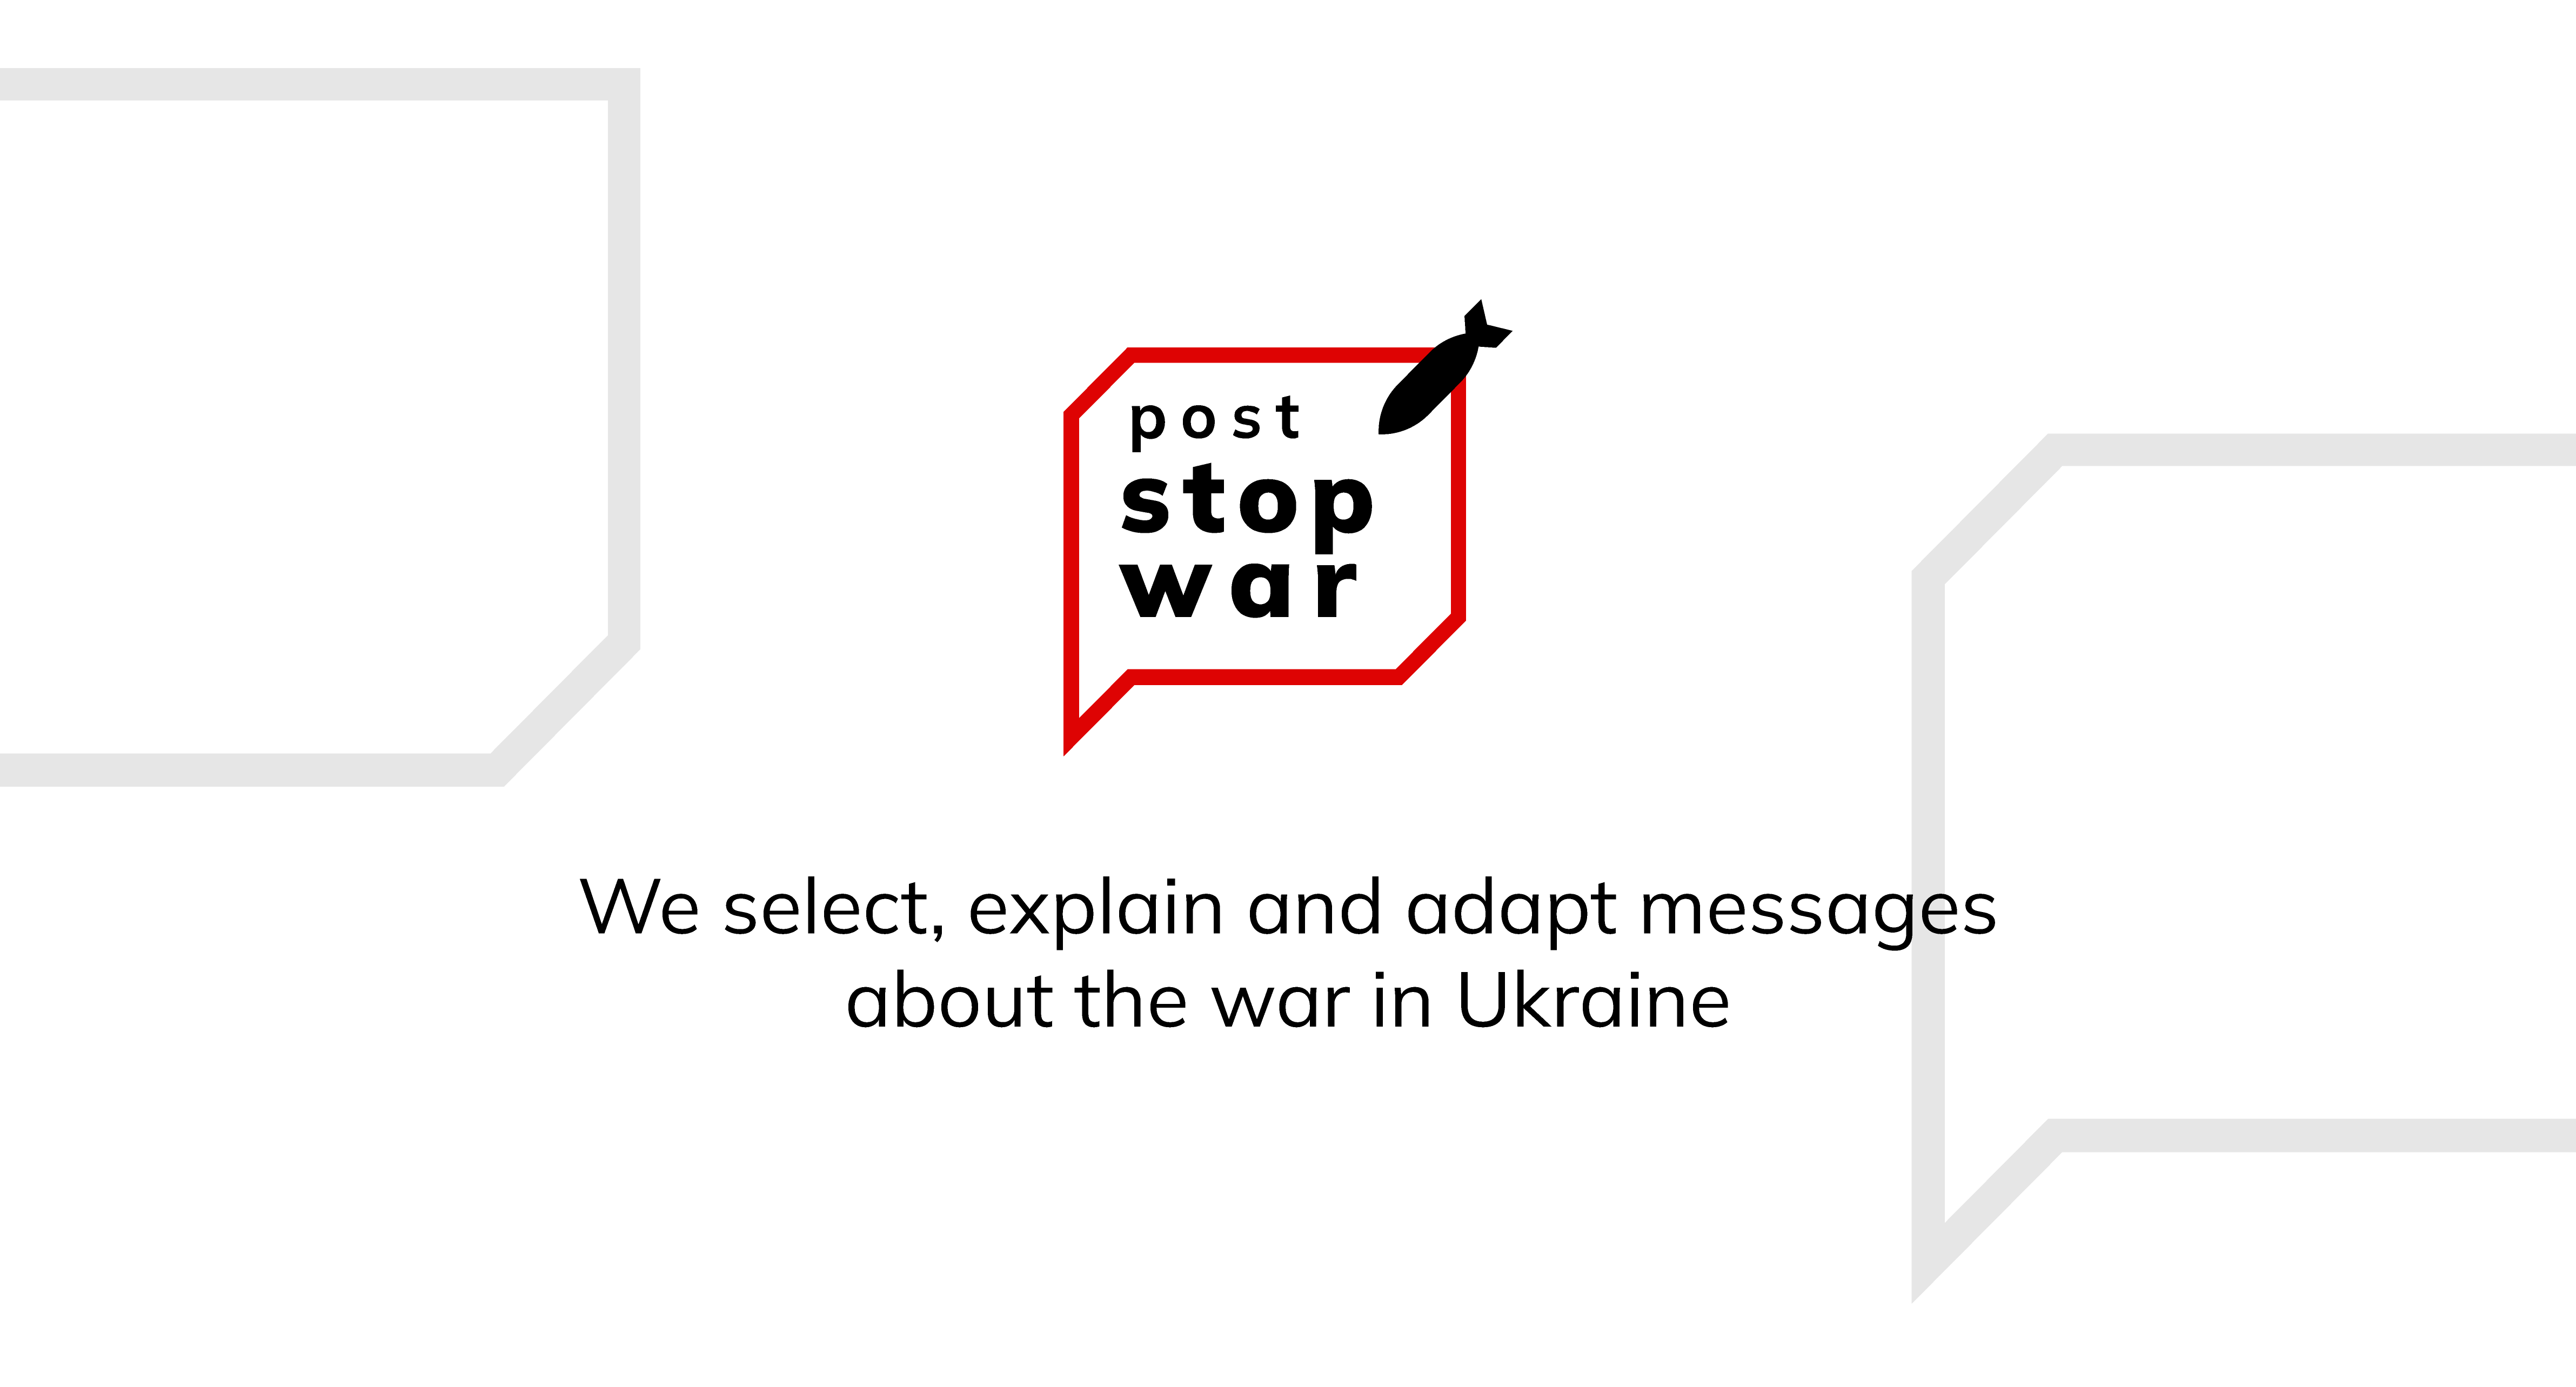 post
stop
war
We select, explain and adapt messages
about the war in Ukraine